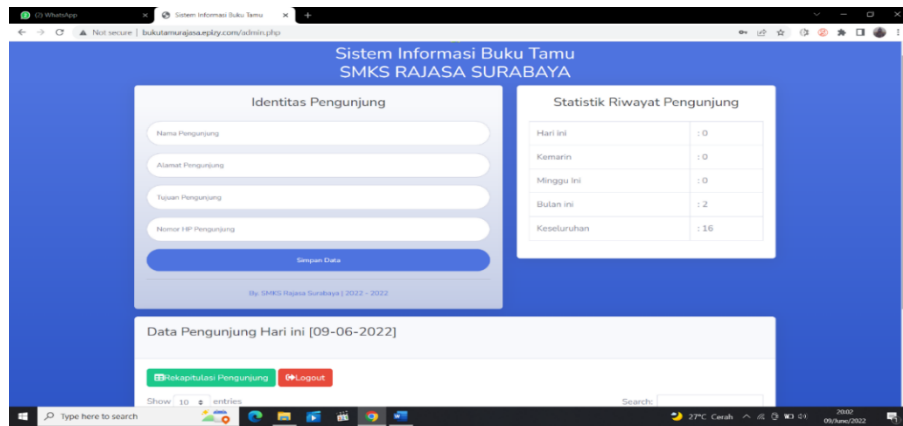 (2) WhatsApp
Sistem Informasi Buku Tamu
Not secure | bukutamurajasa.epizy.com/admin.php
Sistem Informasi Buku Tamu
SMKS RAJASA SURABAYA
Identitas Pengunjung
Nama Pengunjung
Alamat Pengunjung
Tujuan Pengunjung
Nomor HP Pengunjung
Simpan Data
By. SMKS Rajasa Surabaya | 2022 - 2022
Statistik Riwayat Pengunjung
Hari ini : 0
Kemarin : 0
Minggu Ini : 0
Bulan ini : 2
Keseluruhan : 16
Data Pengunjung Hari ini [09-06-2022]
Rekapitulasi Pengunjung
Logout
Show 10 entries
Search:
Type here to search
27°C Cerah
20:02
09/June/2022